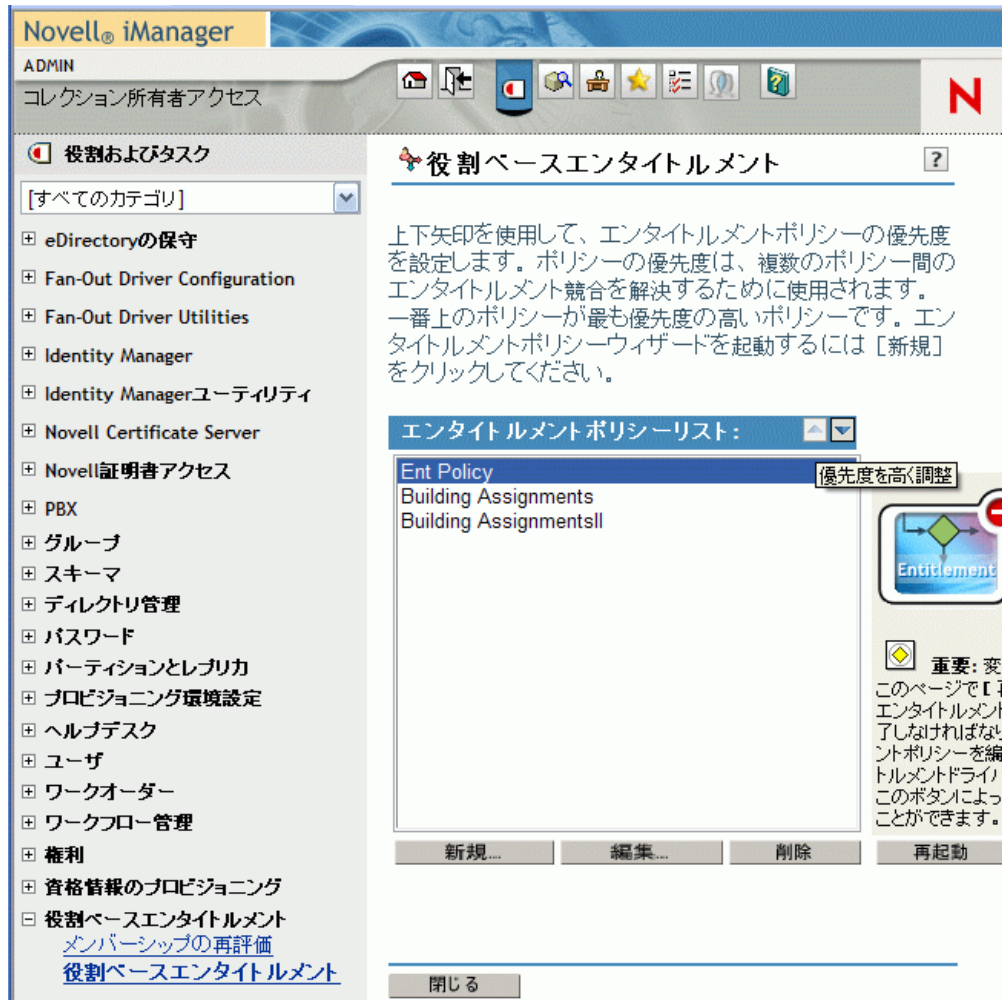 Novell® iManager
ADMIN
コレクション所有者アクセス
N
役割およびタスク
[すべてのカテゴリ]
eDirectoryの保守
Fan-Out Driver Configuration
Fan-Out Driver Utilities
Identity Manager
Identity Managerユーティリティ
Novell Certificate Server
Novell証明書アクセス
PBX
グループ
スキーマ
ディレクトリ管理
パスワード
パーティションとレプリカ
プロビジョニング環境設定
ヘルプデスク
ユーザ
ワークオーダー
ワークフロー管理
権利
資格情報のプロビジョニング
役割ベースエンタイトルメント
メンバーシップの再評価
役割ベースエンタイトルメント
役割ベースエンタイトルメント
?
上下矢印を使用して、エンタイトルメントポリシーの優先度
を設定します。ポリシーの優先度は、複数のポリシー間の
エンタイトルメント競合を解決するために使用されます。
一番上のポリシーが最も優先度の高いポリシーです。エン
タイトルメントポリシーウィザードを起動するには［新規］
をクリックしてください。
エンタイトルメントポリシーリスト：
Ent Policy
優先度を高く調整
Building Assignments
Building AssignmentsII
Entitlement
重要: 変
このページで［再
エンタイトルメント
了しなければなら
ントポリシーを編
トルメントドライバ
このボタンによっ
ことができます。
新規...
編集...
削除
再起動
閉じる